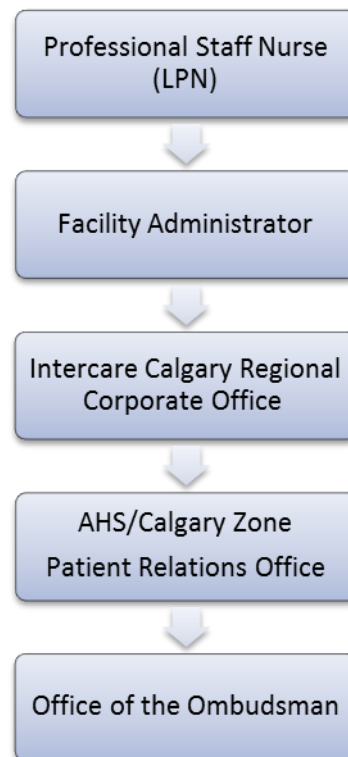 Professional Staff Nurse
(LPN)
Facility Administrator
Intercare Calgary Regional
Corporate Office
AHS/Calgary Zone
Patient Relations Office
Office of the Ombudsman